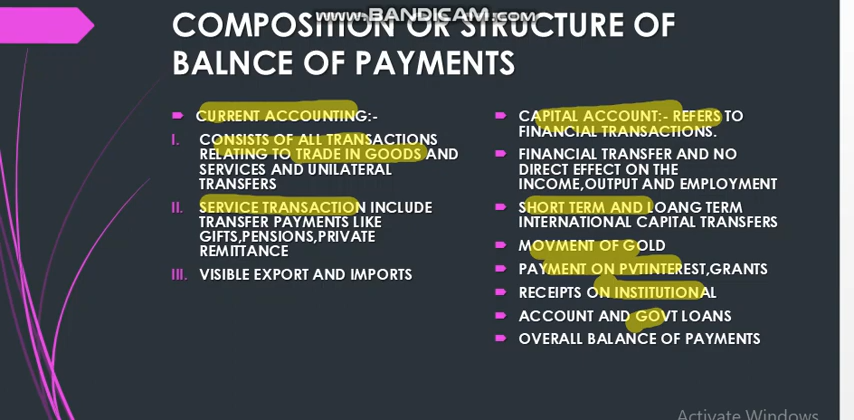 www.BANDICAM.com
COMPOSITION OR STRUCTURE OF
BALNCE OF PAYMENTS
CURRENT ACCOUNTING:-
I. CONSISTS OF ALL TRANSACTIONS
RELATING TO TRADE IN GOODS AND
SERVICES AND UNILATERAL
TRANSFERS
II. SERVICE TRANSACTION INCLUDE
TRANSFER PAYMENTS LIKE
GIFTS,PENSIONS,PRIVATE
REMITTANCE
III. VISIBLE EXPORT AND IMPORTS
CAPITAL ACCOUNT:- REFERS TO
FINANCIAL TRANSACTIONS.
FINANCIAL TRANSFER AND NO
DIRECT EFFECT ON THE
INCOME,OUTPUT AND EMPLOYMENT
SHORT TERM AND LOANG TERM
INTERNATIONAL CAPITAL TRANSFERS
MOVMENT OF GOLD
PAYMENT ON PVTINTEREST,GRANTS
RECEIPTS ON INSTITUTIONAL
ACCOUNT AND GOVT LOANS
OVERALL BALANCE OF PAYMENTS
Activate Windows